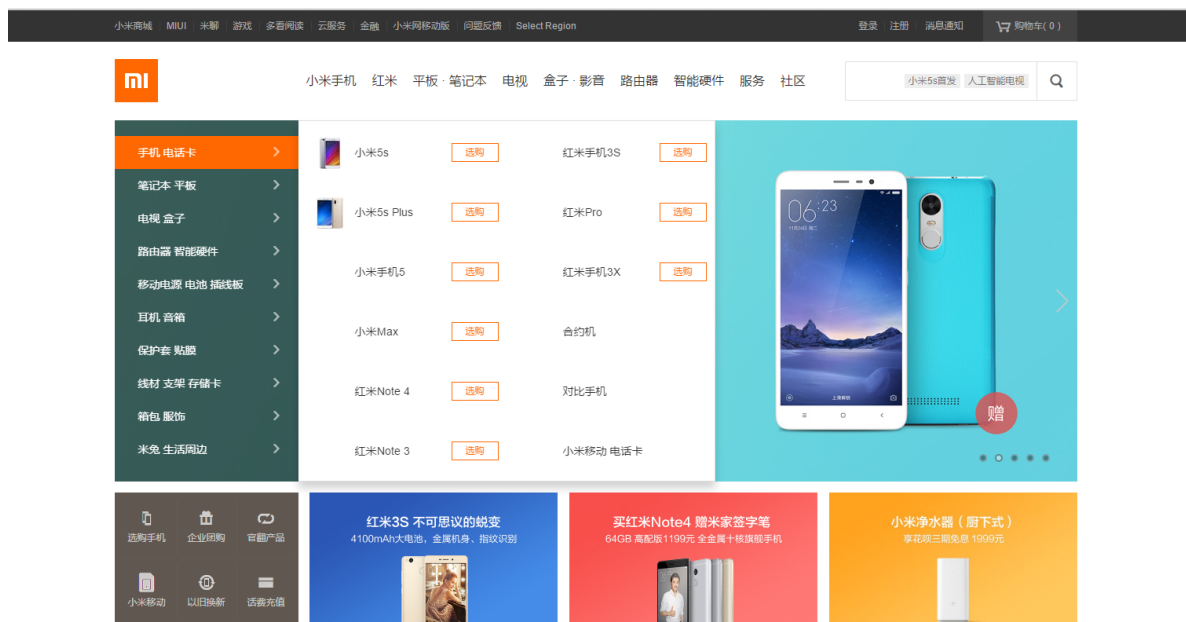 小米商城 MIUI 米聊 游戏 多看阅读 云服务 金融 小米网移动版 问题反馈 Select Region 登录 注册 消息通知 购物车( 0 )
小米手机 红米 平板 · 笔记本 电视 盒子 · 影音 路由器 智能硬件 服务 社区 小米5s首发 人工智能电视
手机 电话卡
笔记本 平板
电视 盒子
路由器 智能硬件
移动电源 电池 插线板
耳机 音箱
保护套 贴膜
线材 支架 存储卡
箱包 服饰
米兔 生活周边
小米5s 选购 红米手机3S 选购
小米5s Plus 选购 红米Pro 选购
小米手机5 选购 红米手机3X 选购
小米Max 选购 合约机
红米Note 4 选购 对比手机
红米Note 3 选购 小米移动 电话卡
06:23
赠
选购手机 企业团购 官翻产品
小米移动 以旧换新 话费充值
红米3S 不可思议的蜕变
4100mAh大电池，金属机身、指纹识别
买红米Note4 赠米家签字笔
64GB 高配版1199元 全金属十核旗舰手机
小米净水器（厨下式）
享花呗三期免息 1999元